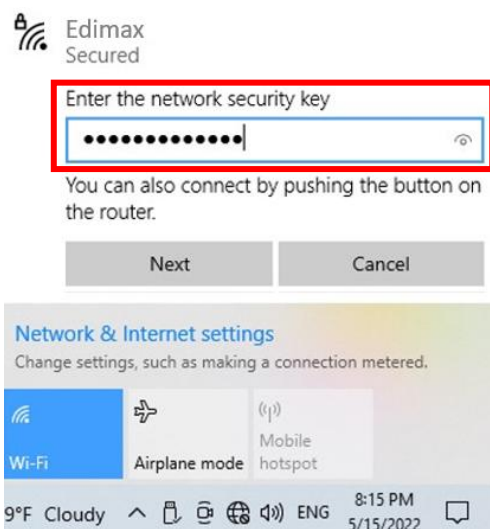 Edimax
Secured
Enter the network security key
●●●●●●●●●●●●●
You can also connect by pushing the button on
the router.
Next Cancel
Network & Internet settings
Change settings, such as making a connection metered.
Wi-Fi
Airplane mode
Mobile
hotspot
9°F Cloudy ENG 8:15 PM
5/15/2022